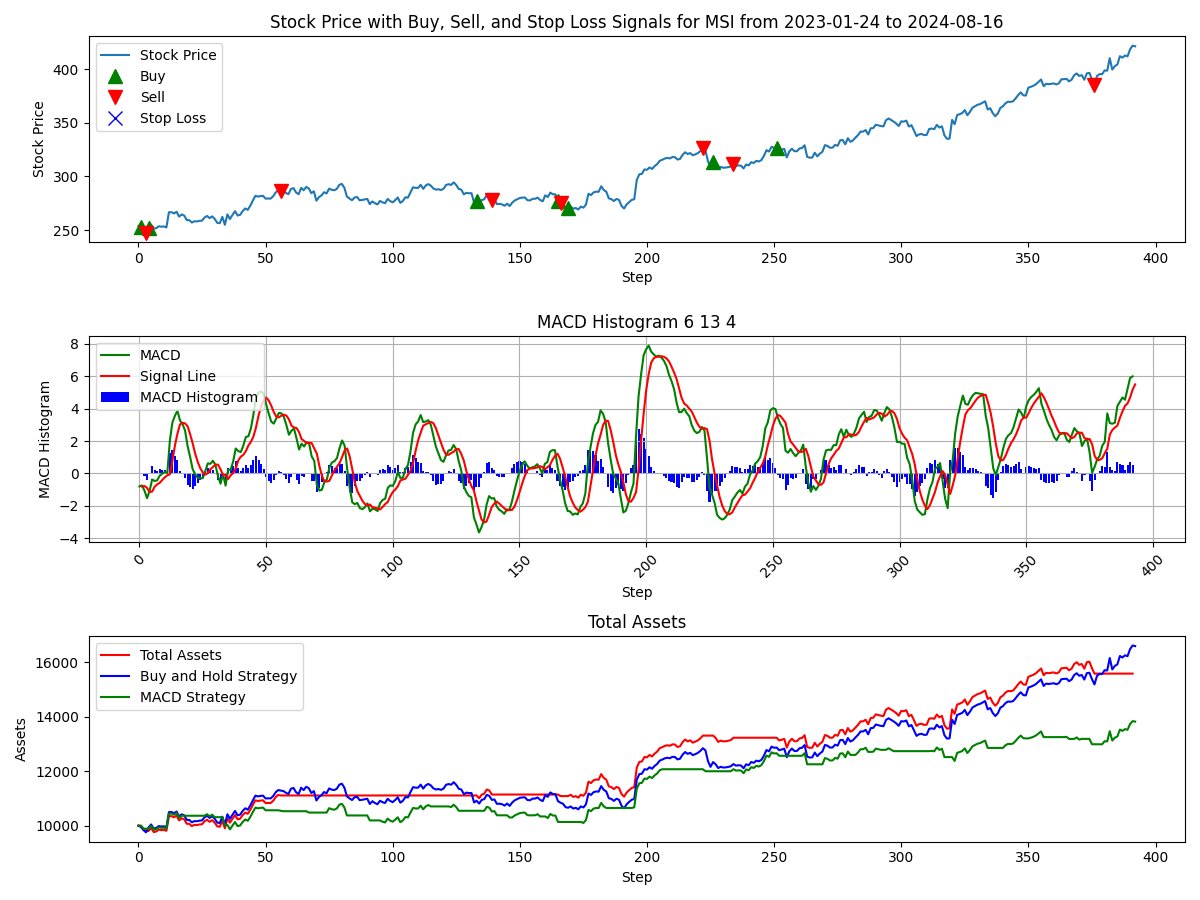 Stock Price with Buy, Sell, and Stop Loss Signals for MSI from 2023-01-24 to 2024-08-16
Stock Price
Buy
Sell
Stop Loss
Stock Price
400
350
300
250
0 50 100 150 200 250 300 350 400
Step
MACD Histogram 6 13 4
MACD
Signal Line
MACD Histogram
MACD Histogram
8
6
4
2
0
−2
−4
0 50 100 150 200 250 300 350 400
Step
Total Assets
Total Assets
Buy and Hold Strategy
MACD Strategy
Assets
16000
14000
12000
10000
0 50 100 150 200 250 300 350 400
Step